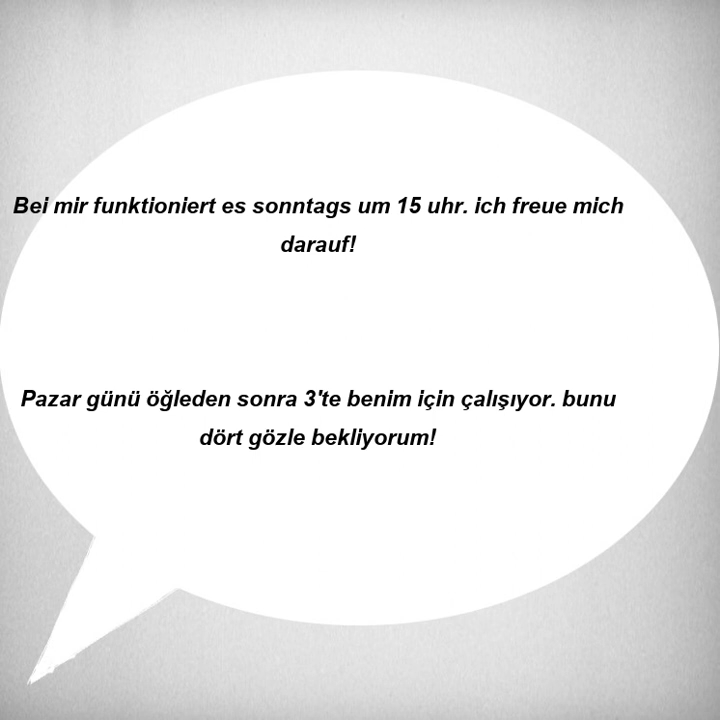 Bei mir funktioniert es sonntags um 15 uhr. ich freue mich
darauf!
Pazar günü öğleden sonra 3'te benim için çalışıyor. bunu
dört gözle bekliyorum!